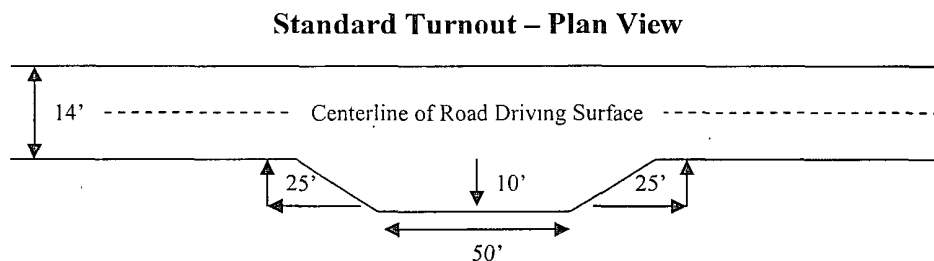 Standard Turnout – Plan View
14’
Centerline of Road Driving Surface
25’
10’
25’
50’